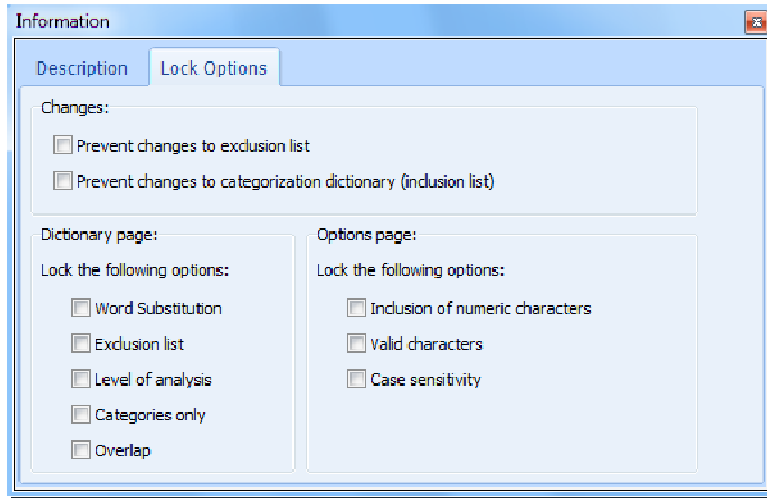 Information
Description Lock Options
Changes:
Prevent changes to exclusion list
Prevent changes to categorization dictionary (inclusion list)
Dictionary page:
Lock the following options:
Word Substitution
Exclusion list
Level of analysis
Categories only
Overlap
Options page:
Lock the following options:
Inclusion of numeric characters
Valid characters
Case sensitivity